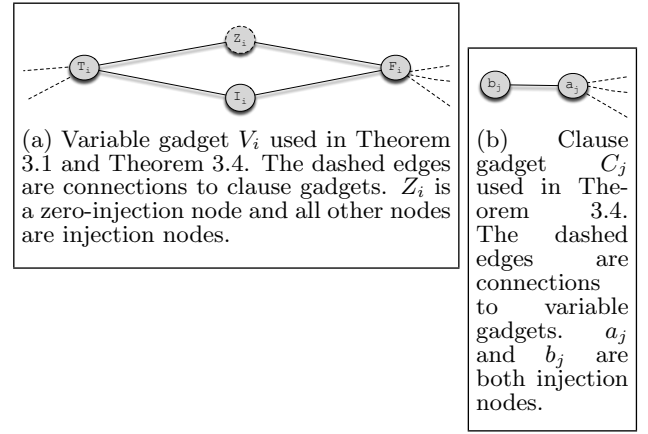 T_i
Z_i
I_i
F_i
(a) Variable gadget V_i used in Theorem
3.1 and Theorem 3.4. The dashed edges
are connections to clause gadgets. Z_i is
a zero-injection node and all other nodes
are injection nodes.
b_j
a_j
(b) Clause
gadget C_j
used in The-
orem 3.4.
The dashed
edges are
connections
to variable
gadgets. a_j
and b_j are
both injection
nodes.